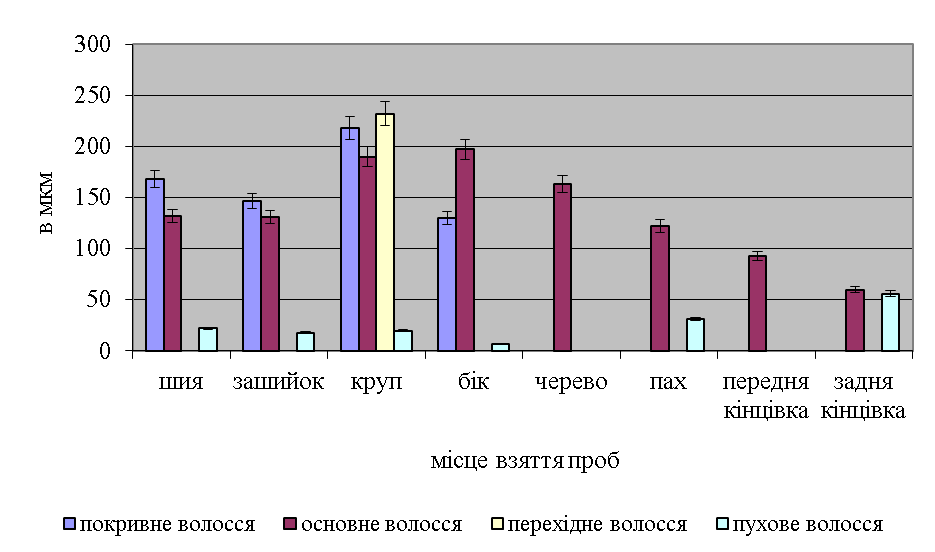 300
250
200
150
100
50
0
в мкм
шия зашийок круп бік черево пах передня кінцівка задня кінцівка
місце взяття проб
покривне волосся основне волосся перехідне волосся пухове волосся